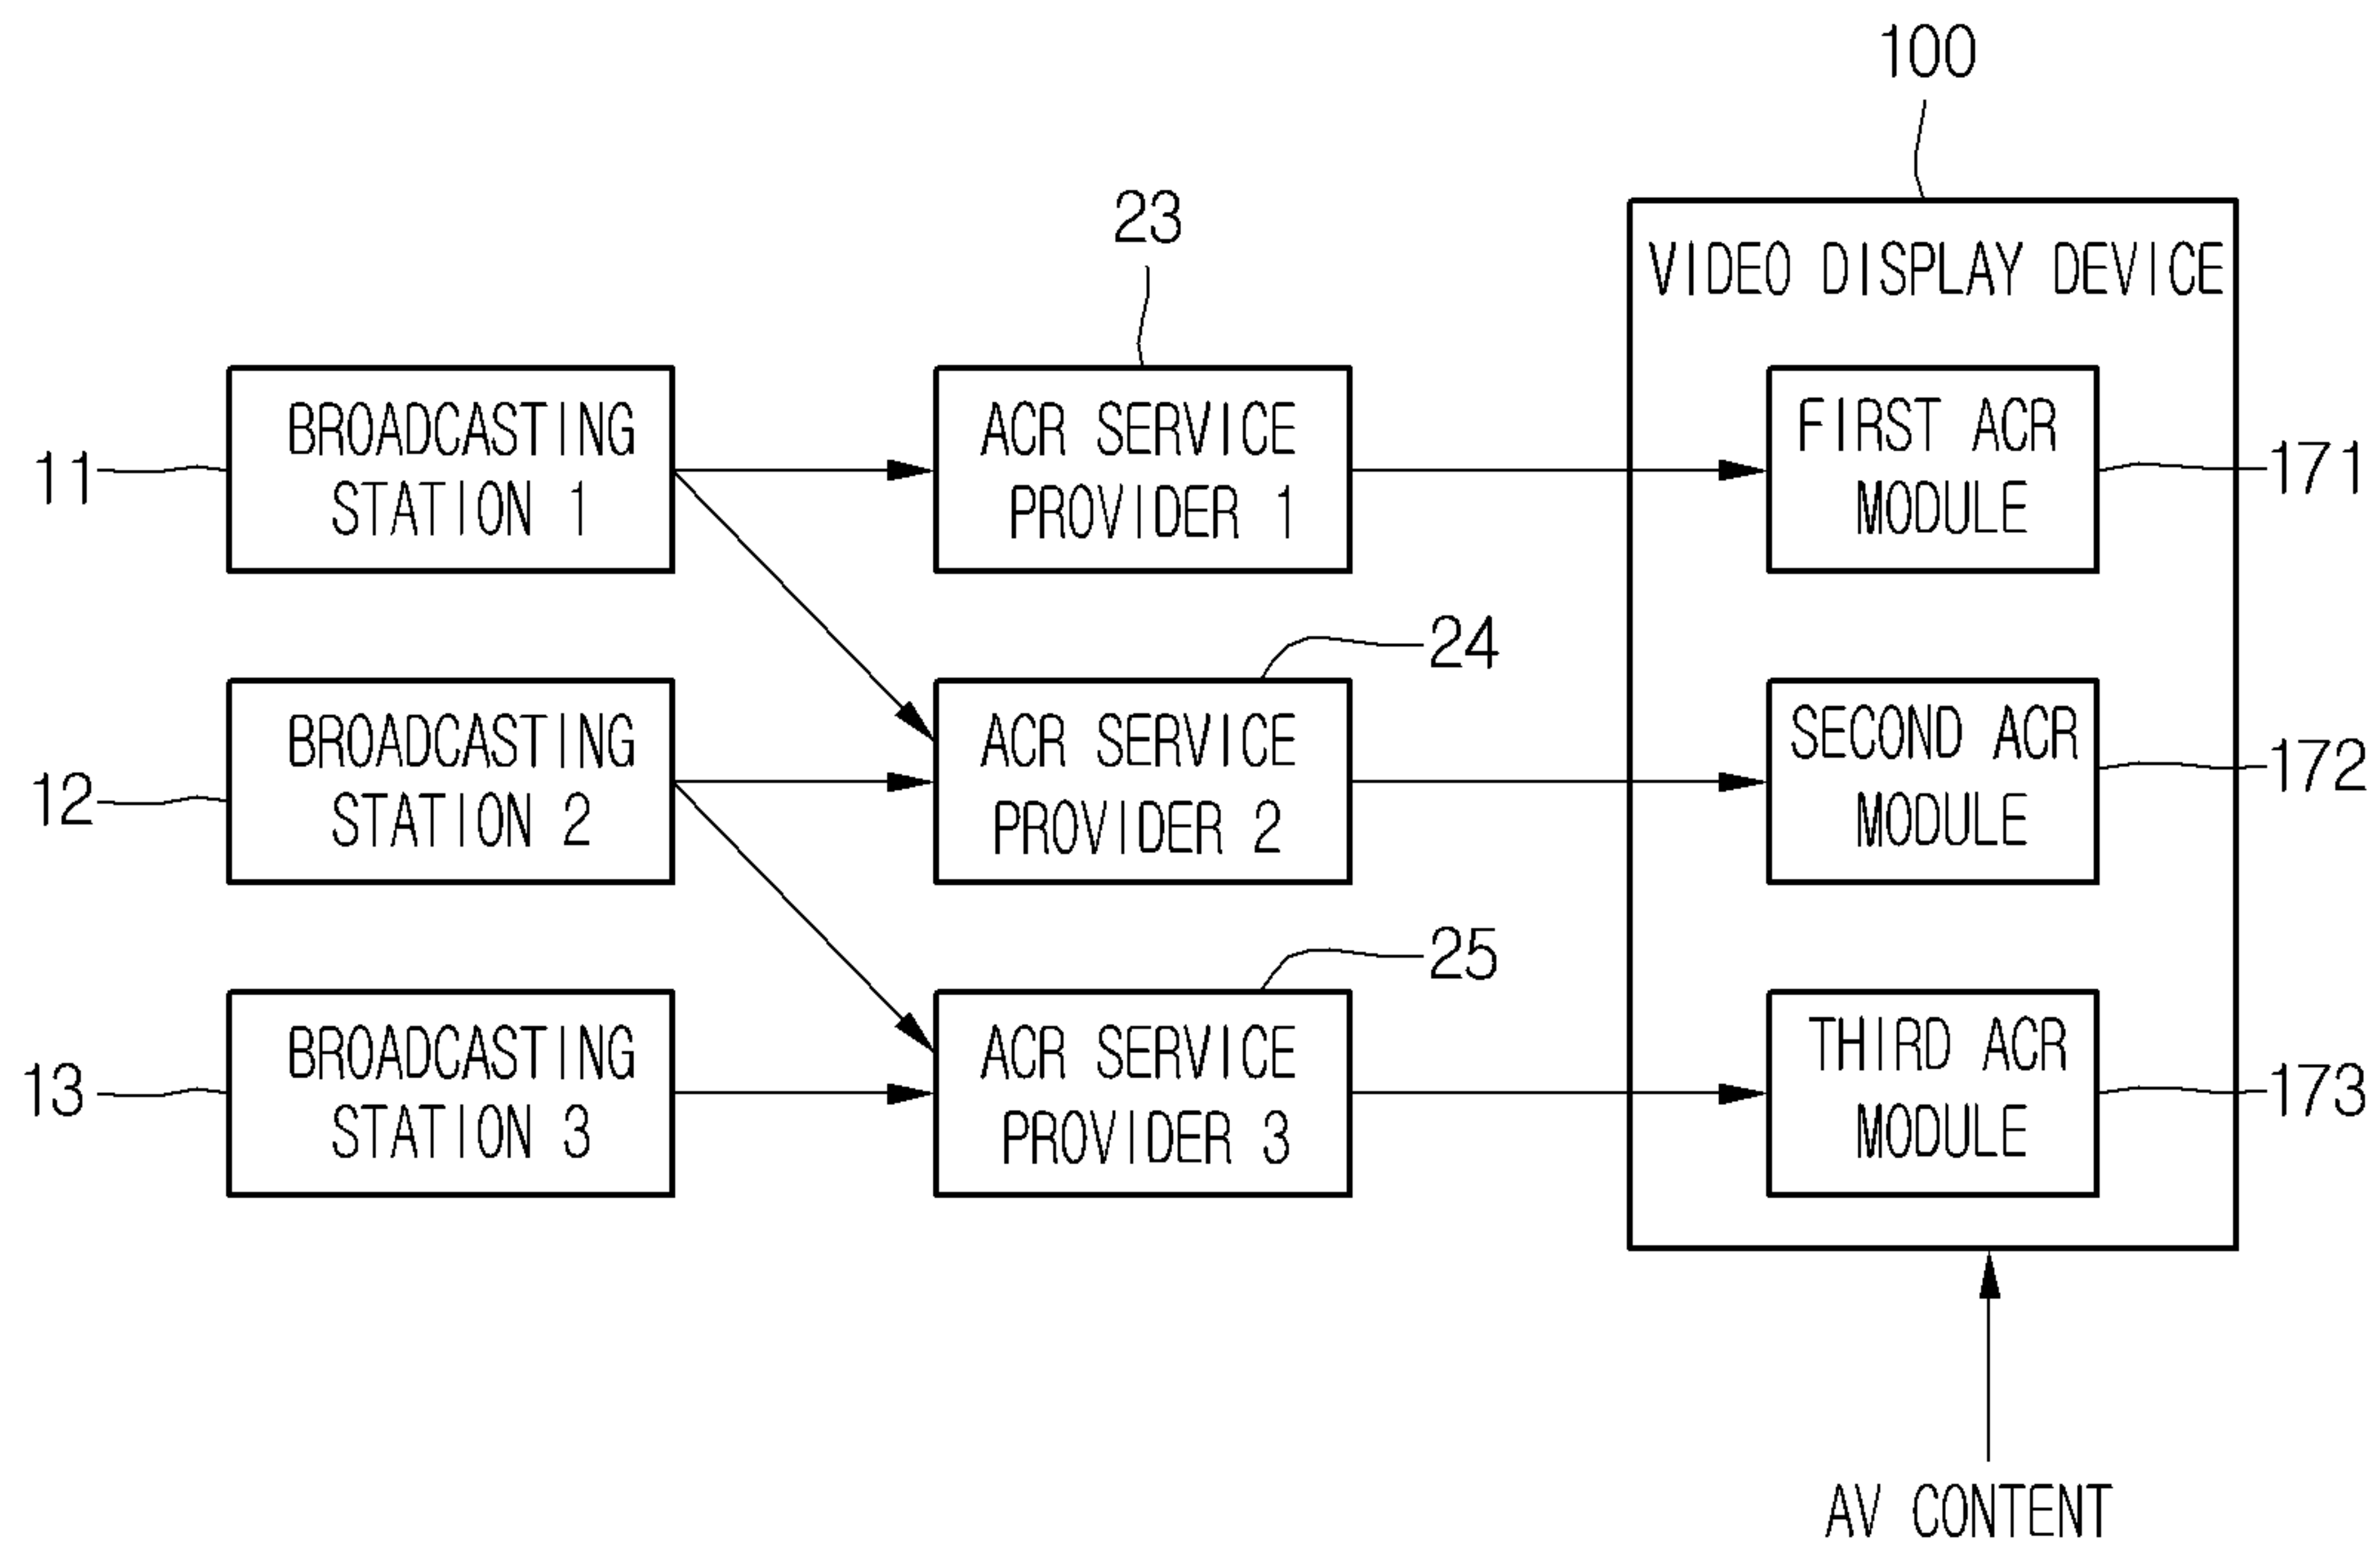 100
23
VIDEO DISPLAY DEVICE
BROADCASTING
STATION 1
11
ACR SERVICE
PROVIDER 1
FIRST ACR
MODULE
171
24
BROADCASTING
STATION 2
12
ACR SERVICE
PROVIDER 2
SECOND ACR
MODULE
172
25
BROADCASTING
STATION 3
13
ACR SERVICE
PROVIDER 3
THIRD ACR
MODULE
173
AV CONTENT